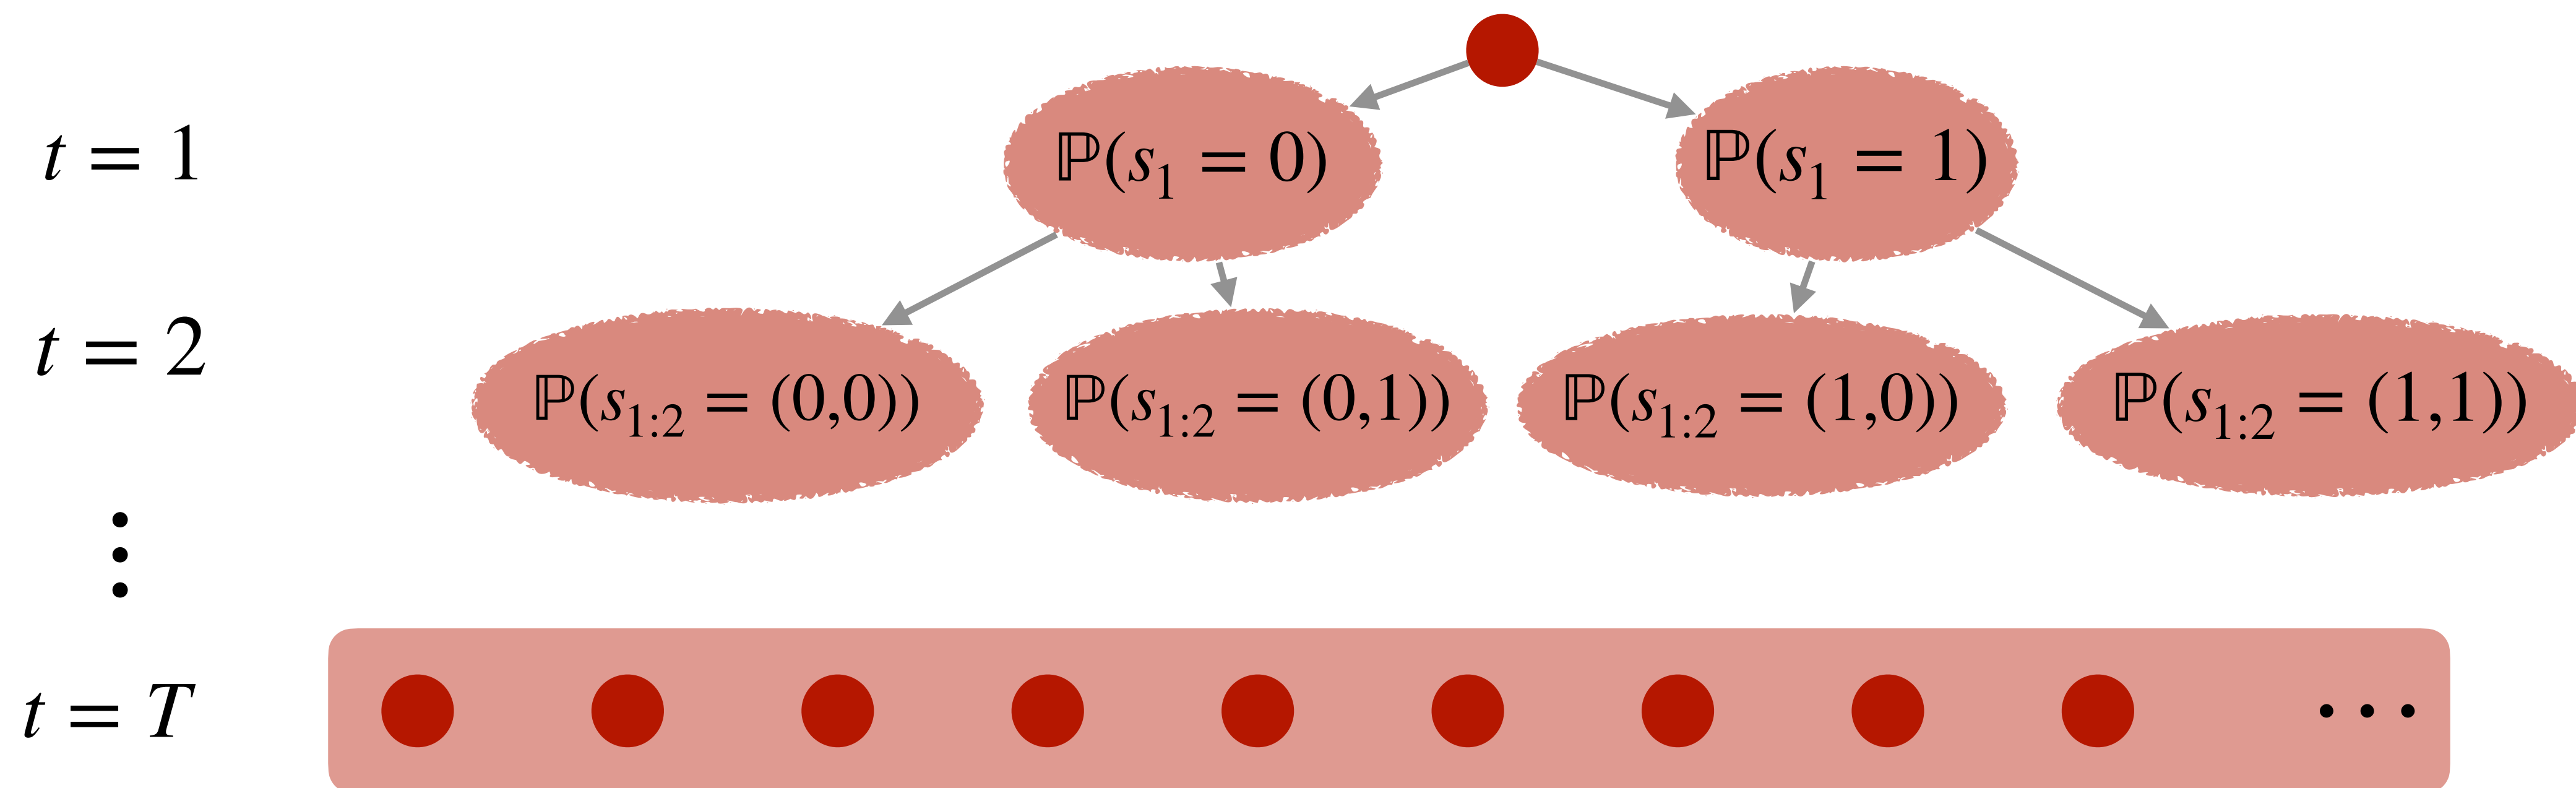 t = 1
ℙ(s₁ = 0)
ℙ(s₁ = 1)
t = 2
ℙ(s₁:₂ = (0,0))
ℙ(s₁:₂ = (0,1))
ℙ(s₁:₂ = (1,0))
ℙ(s₁:₂ = (1,1))
⋮
t = T
⋯